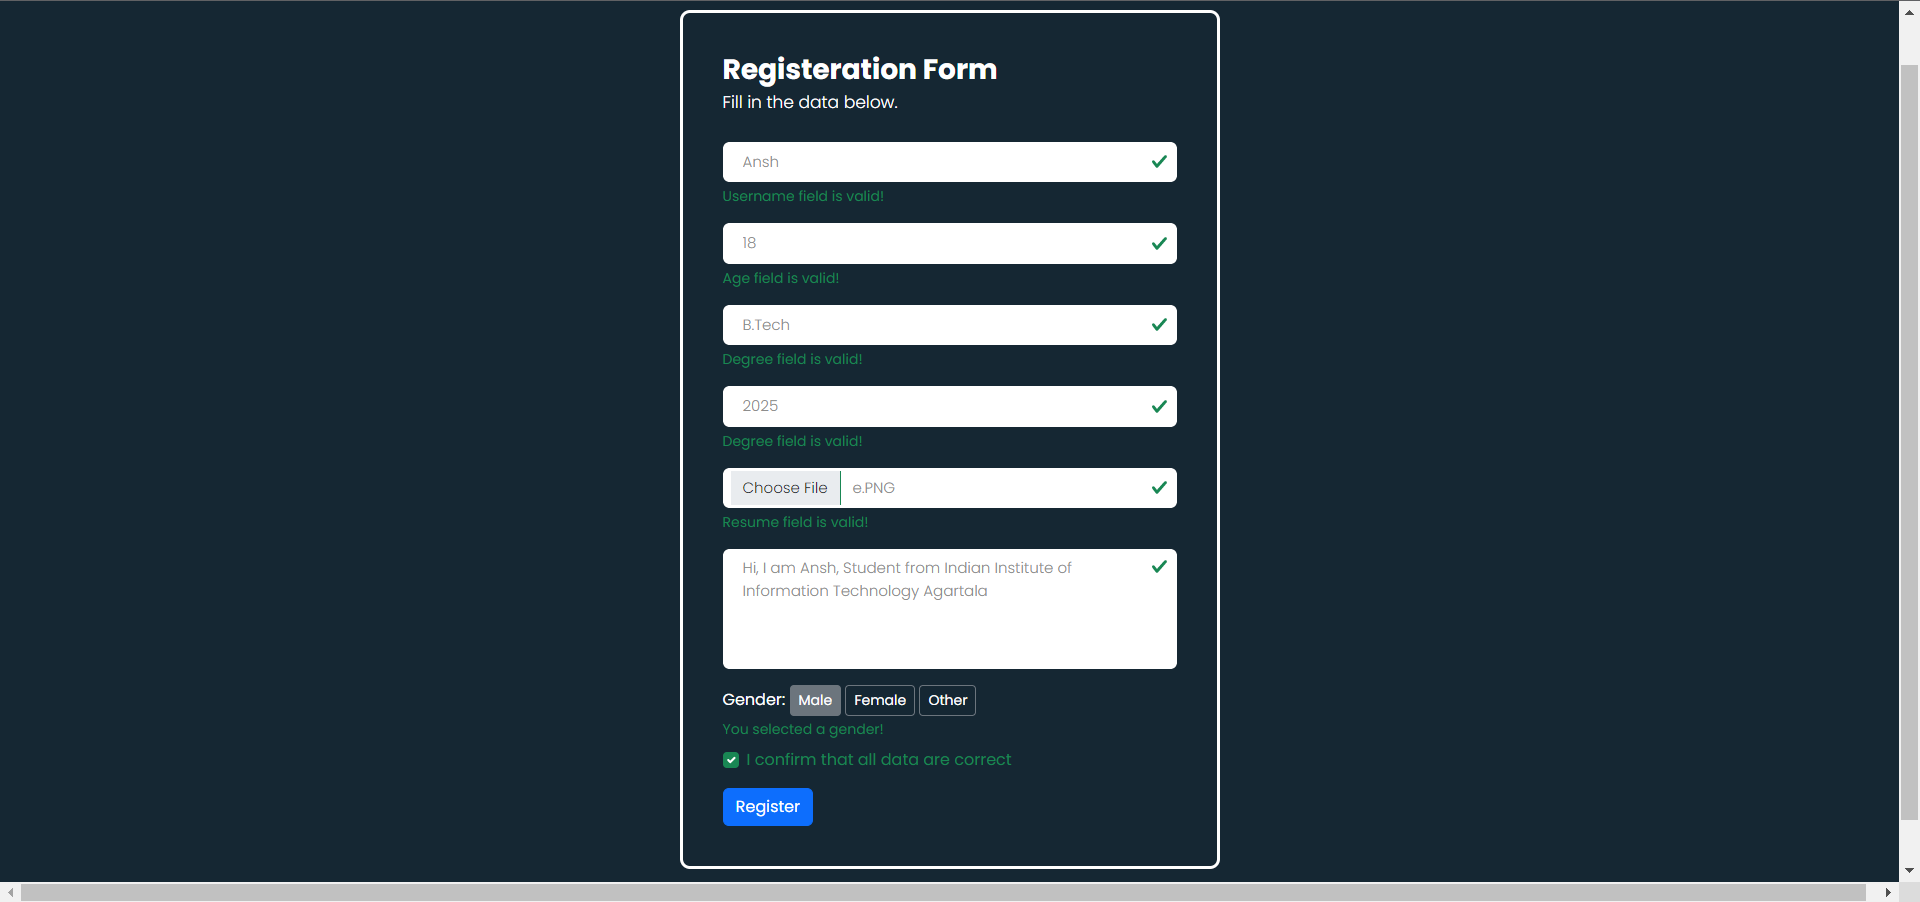 Registeration Form
Fill in the data below.
Ansh
Username field is valid!
18
Age field is valid!
B.Tech
Degree field is valid!
2025
Degree field is valid!
Choose File e.PNG
Resume field is valid!
Hi, I am Ansh, Student from Indian Institute of
Information Technology Agartala
Gender: Male Female Other
You selected a gender!
I confirm that all data are correct
Register